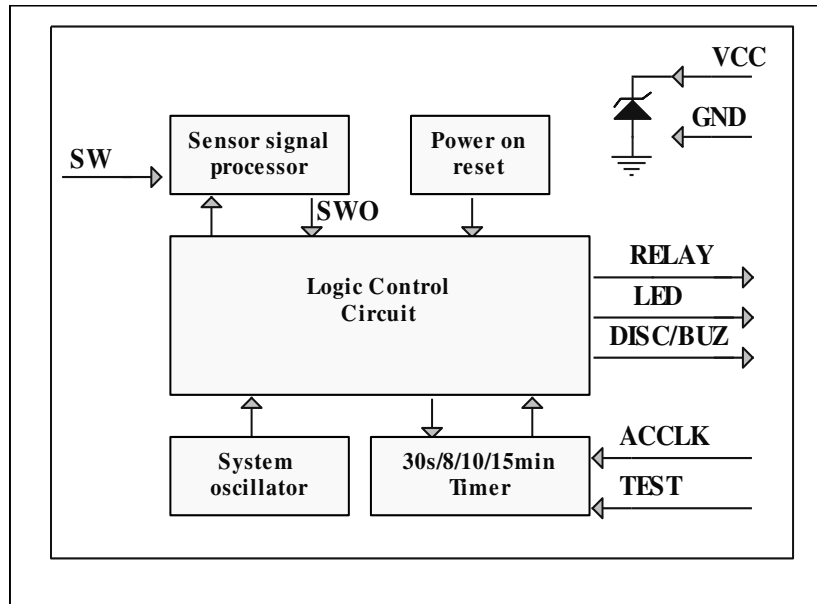 VCC
GND
Sensor signal
processor
Power on
reset
SW
SWO
Logic Control
Circuit
RELAY
LED
DISC/BUZ
System
oscillator
30s/8/10/15min
Timer
ACCLK
TEST